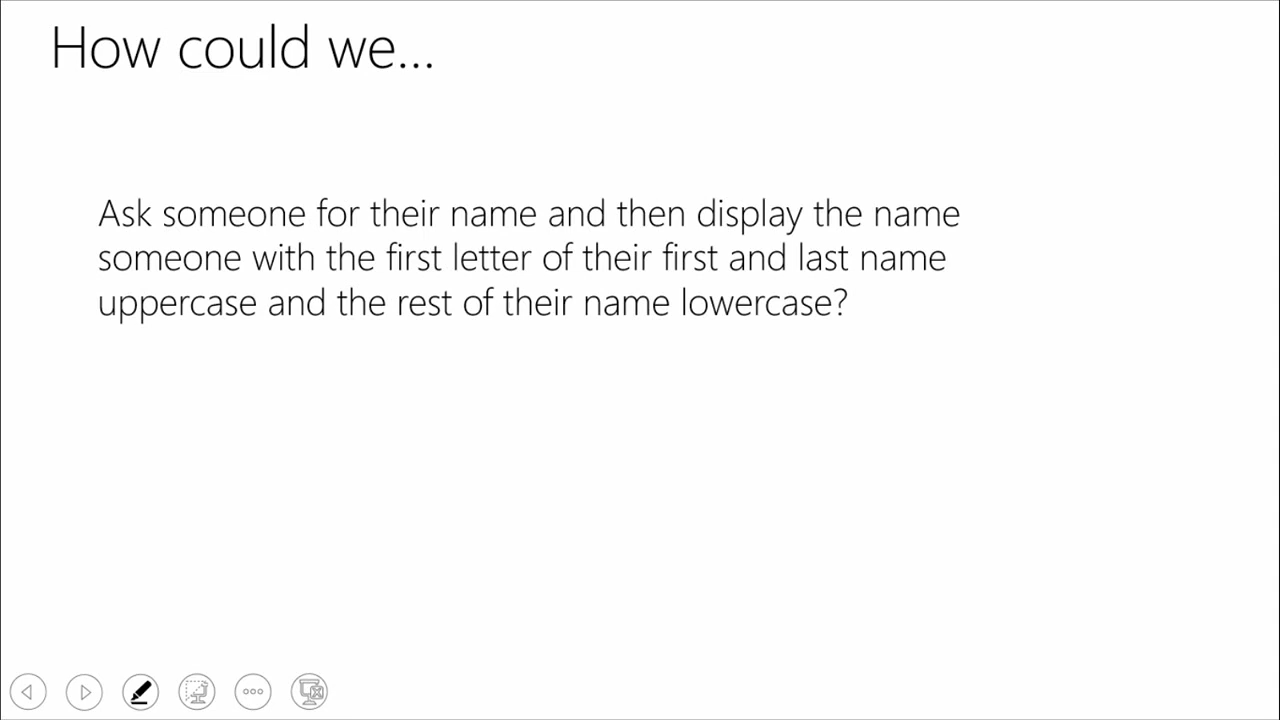 How could we...
Ask someone for their name and then display the name
someone with the first letter of their first and last name
uppercase and the rest of their name lowercase?